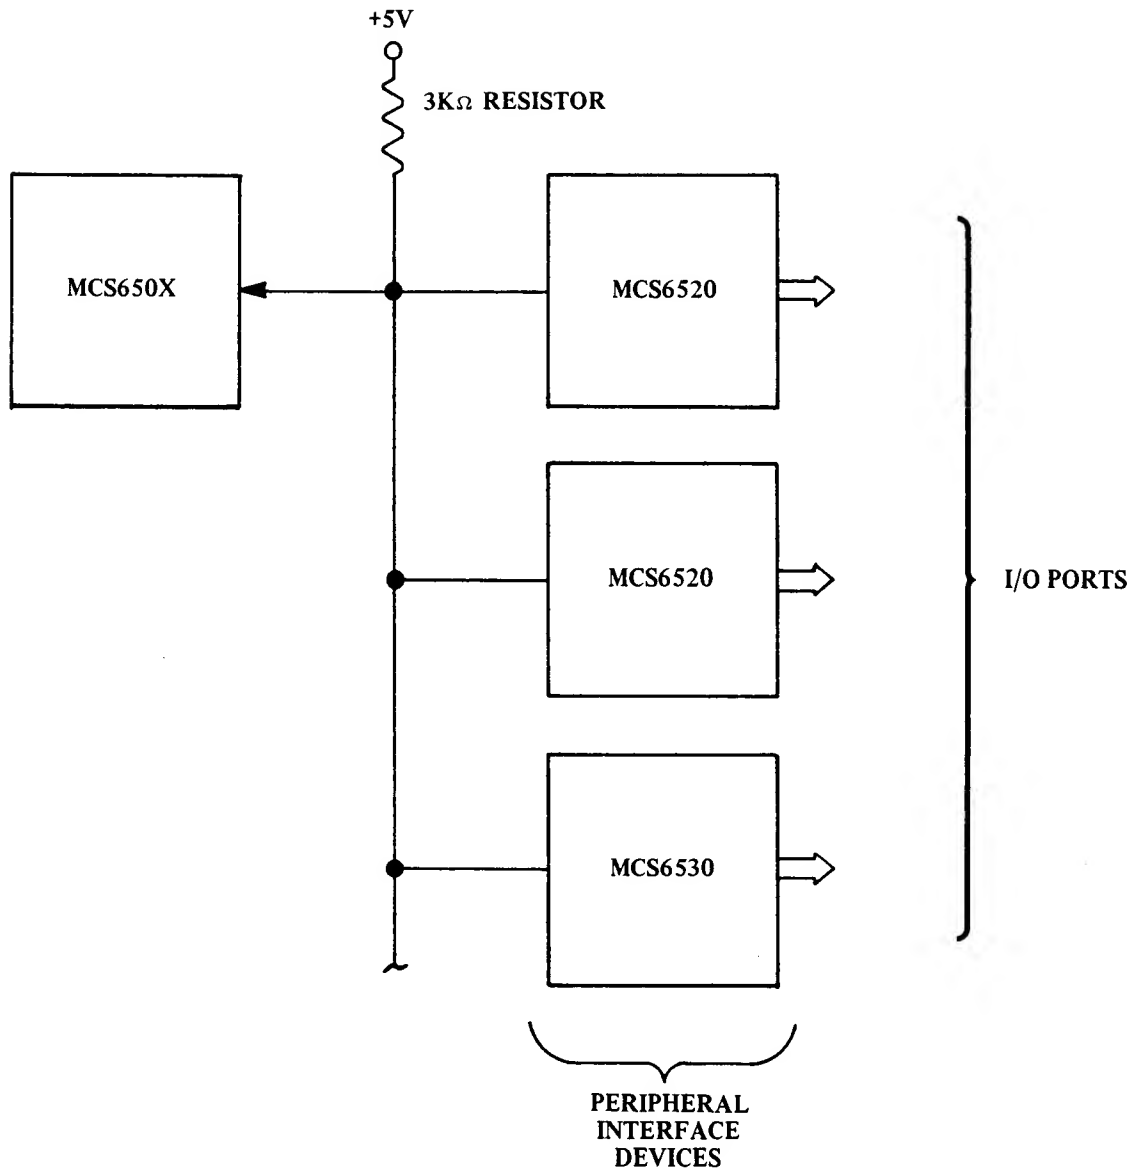 +5V
3KΩ RESISTOR
MCS650X
MCS6520
MCS6520
I/O PORTS
MCS6530
PERIPHERAL
INTERFACE
DEVICES